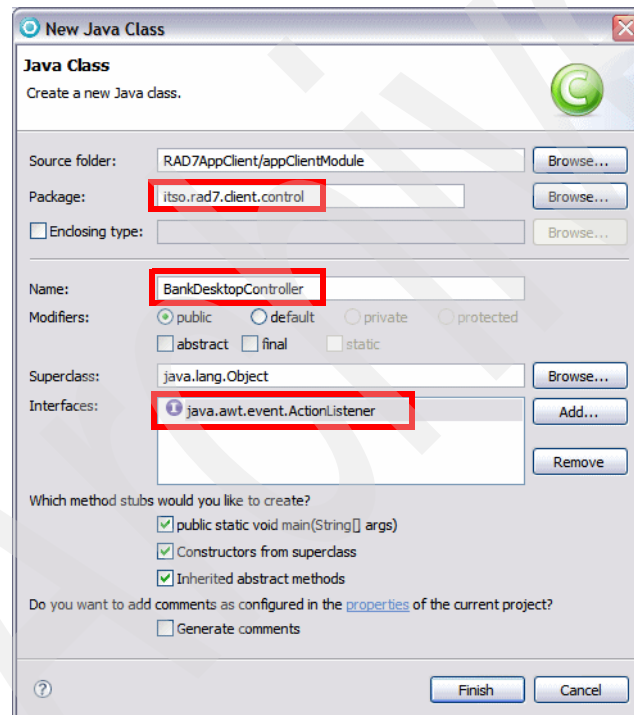 New Java Class
Java Class
Create a new Java class.
Source folder: RAD7AppClient/appClientModule Browse...
Package: itso.rad7.client.control Browse...
Enclosing type: Browse...
Name: BankDesktopController
Modifiers: public default private protected
abstract final static
Superclass: java.lang.Object Browse...
Interfaces: java.awt.event.ActionListener Add...
Remove
Which method stubs would you like to create?
public static void main(String[] args)
Constructors from superclass
Inherited abstract methods
Do you want to add comments as configured in the properties of the current project?
Generate comments
Finish Cancel